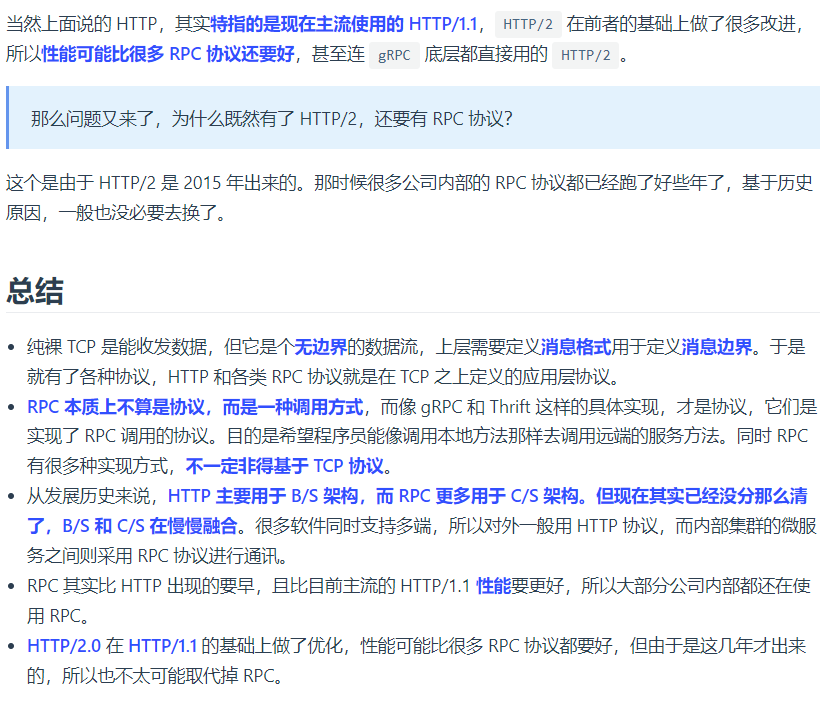 当然上面说的 HTTP，其实特指的是现在主流使用的 HTTP/1.1， HTTP/2 在前者的基础上做了很多改进，
所以性能可能比很多 RPC 协议还要好，甚至连 gRPC 底层都直接用的 HTTP/2 。
那么问题又来了，为什么既然有了 HTTP/2，还要有 RPC 协议？
这个是由于 HTTP/2 是 2015 年出来的。那时候很多公司内部的 RPC 协议都已经跑了好些年了，基于历史
原因，一般也没必要去换了。
总结
• 纯裸 TCP 是能收发数据，但它是个无边界的数据流，上层需要定义消息格式用于定义消息边界。于是
就有了各种协议，HTTP 和各类 RPC 协议就是在 TCP 之上定义的应用层协议。
• RPC 本质上不算是协议，而是一种调用方式，而像 gRPC 和 Thrift 这样的具体实现，才是协议，它们是
实现了 RPC 调用的协议。目的是希望程序员能像调用本地方法那样去调用远端的服务方法。同时 RPC
有很多种实现方式，不一定非得基于 TCP 协议。
• 从发展历史来说，HTTP 主要用于 B/S 架构，而 RPC 更多用于 C/S 架构。但现在其实已经没分那么清
了，B/S 和 C/S 在慢慢融合。很多软件同时支持多端，所以对外一般用 HTTP 协议，而内部集群的微服
务之间则采用 RPC 协议进行通讯。
• RPC 其实比 HTTP 出现的要早，且比目前主流的 HTTP/1.1 性能要更好，所以大部分公司内部都还在使
用 RPC。
• HTTP/2.0 在 HTTP/1.1 的基础上做了优化，性能可能比很多 RPC 协议都要好，但由于是这几年才出来
的，所以也不太可能取代掉 RPC。